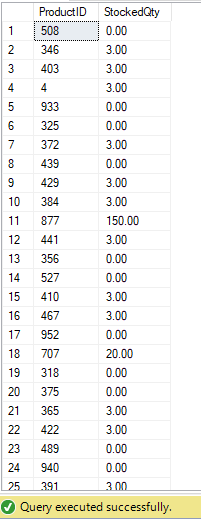 ProductID StockedQty
1 508 0.00
2 346 3.00
3 403 3.00
4 4 3.00
5 933 0.00
6 325 0.00
7 372 3.00
8 439 0.00
9 429 3.00
10 384 3.00
11 877 150.00
12 441 3.00
13 356 0.00
14 527 0.00
15 410 3.00
16 467 3.00
17 952 0.00
18 707 20.00
19 318 0.00
20 375 0.00
21 365 3.00
22 422 3.00
23 489 0.00
24 940 0.00
25 391 3.00
Query executed successfully.